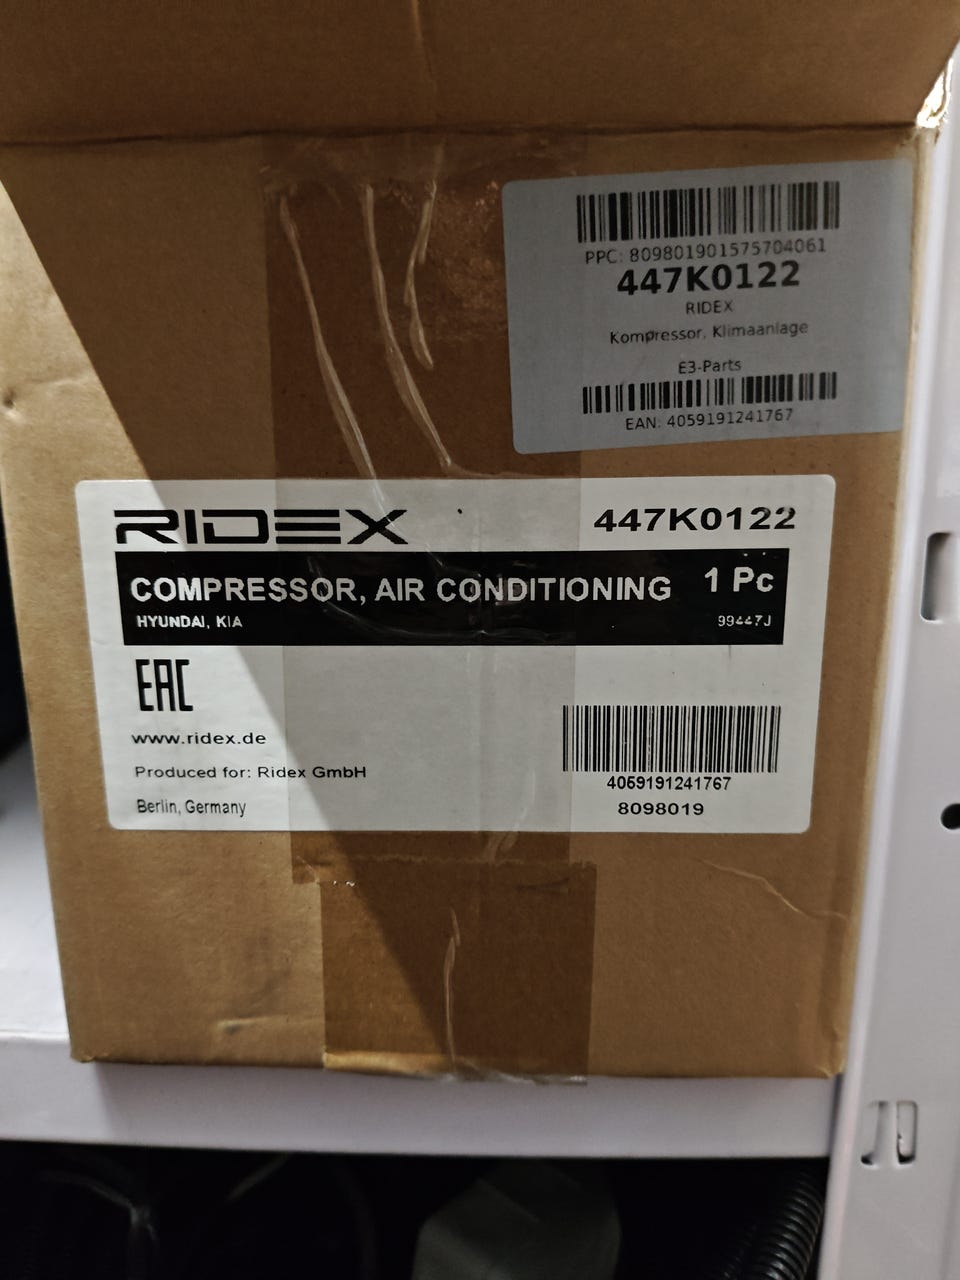 PPC: 809801901575704061
447K0122
RIDEX
Kompressor, Klimaanlage
E3-Parts
EAN: 4059191241767
RIDEX 447K0122
COMPRESSOR, AIR CONDITIONING 1 Pc
HYUNDAI, KIA 99447J
EAC
www.ridex.de
Produced for: Ridex GmbH
Berlin, Germany
4059191241767
8098019